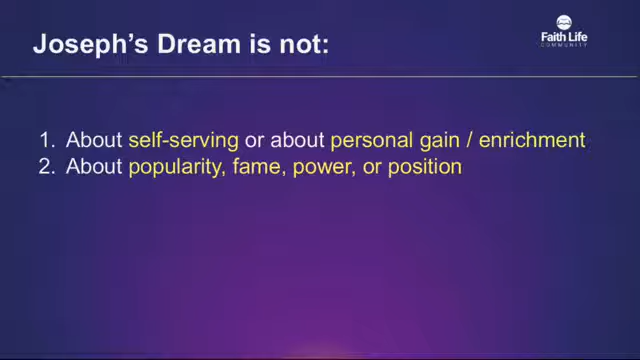 Joseph's Dream is not:
Faith Life
COMMUNITY
1. About self-serving or about personal gain / enrichment
2. About popularity, fame, power, or position